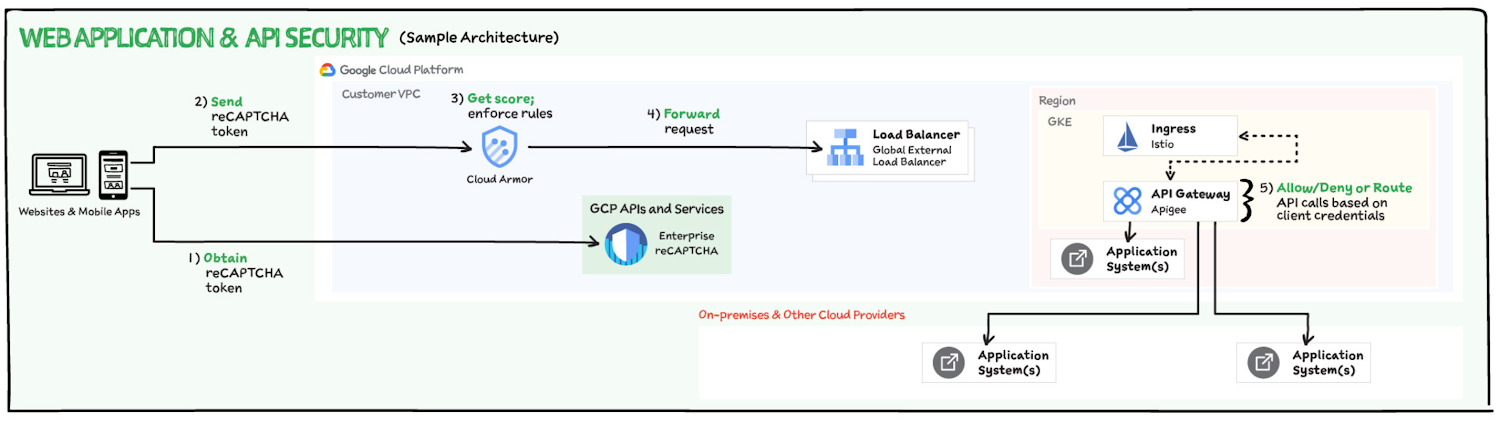 WEB APPLICATION & API SECURITY (Sample Architecture)
Google Cloud Platform
Customer VPC
2) Send
reCAPTCHA
token
3) Get score;
enforce rules
4) Forward
request
Cloud Armor
Load Balancer
Global External
Load Balancer
Region
GKE
Ingress
Istio
API Gateway
Apigee
5) Allow/Deny or Route
API calls based on
client credentials
Websites & Mobile Apps
GCP APIs and Services
Enterprise
reCAPTCHA
1) Obtain
reCAPTCHA
token
Application
System(s)
On-premises & Other Cloud Providers
Application
System(s)
Application
System(s)